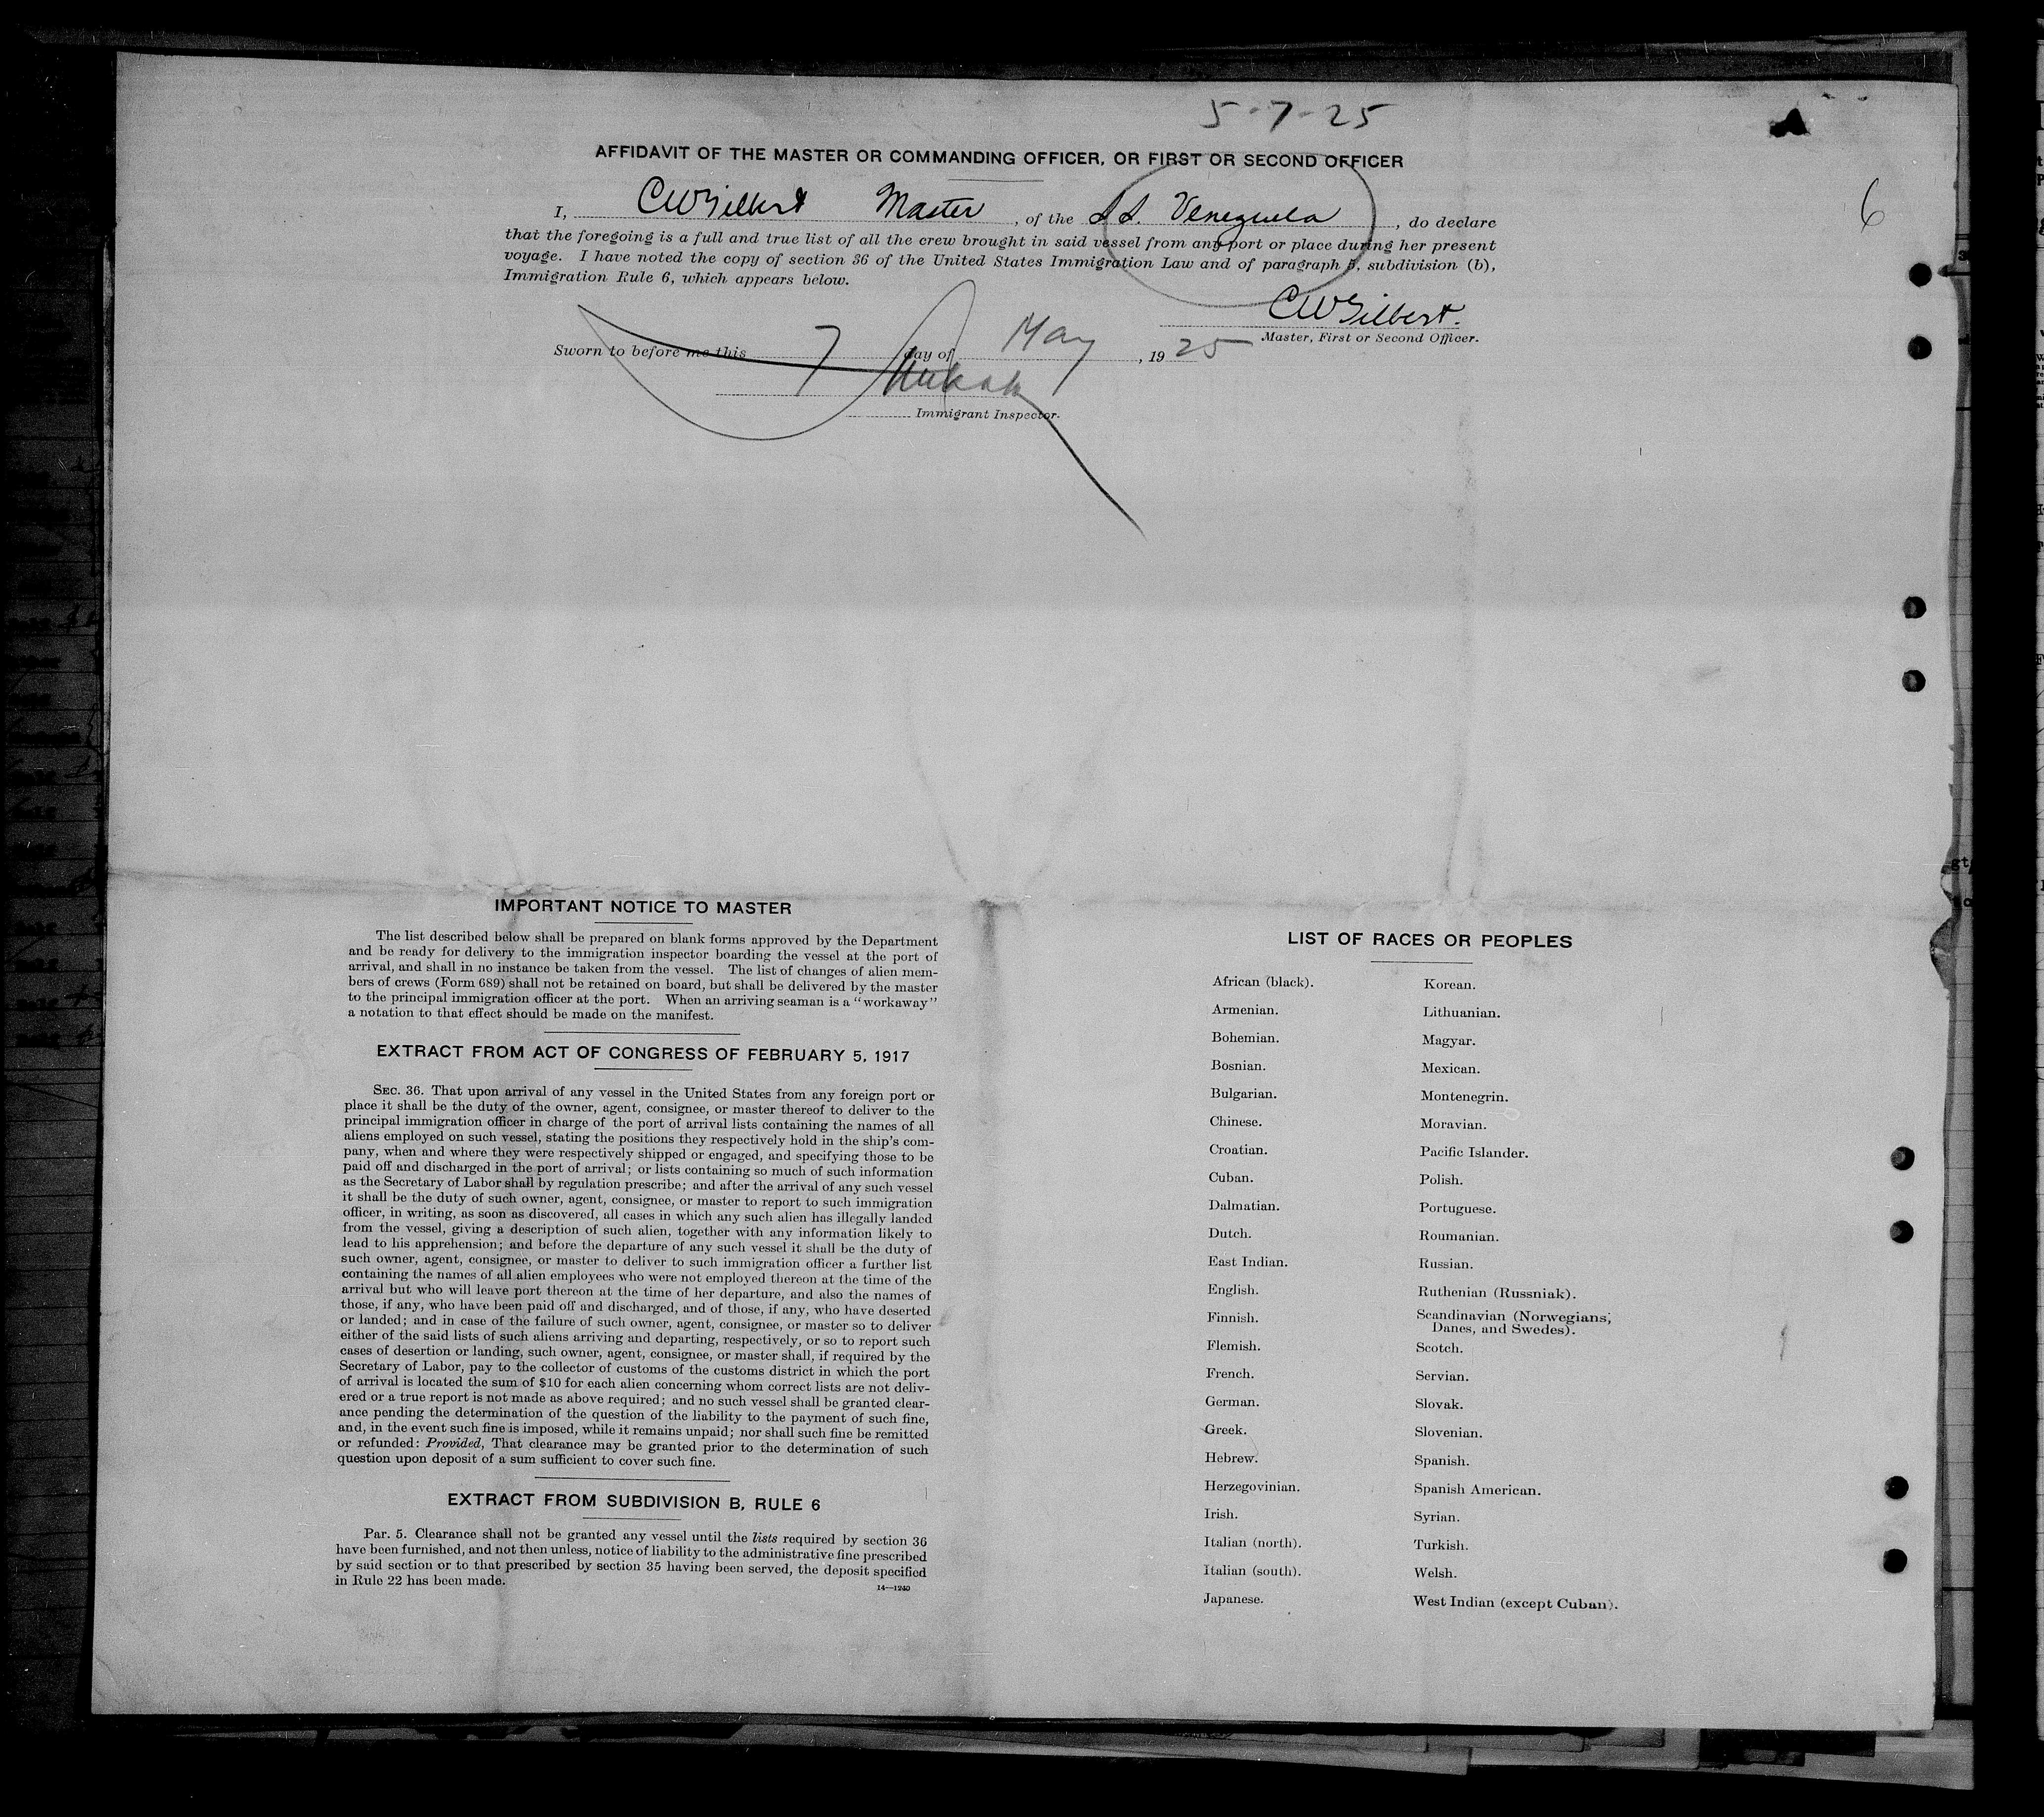 5-7-25
AFFIDAVIT OF THE MASTER OR COMMANDING OFFICER, OR FIRST OR SECOND OFFICER
6
I, CWGilbert Master, of the S.S. Venezuela, do declare
that the foregoing is a full and true list of all the crew brought in said vessel from any port or place during her present
voyage. I have noted the copy of section 36 of the United States Immigration Law and of paragraph 5, subdivision (b),
Immigration Rule 6, which appears below.
CWGilbert.
Master, First or Second Officer.
Sworn to before me this 7 day of May, 1925
Immigrant Inspector.
IMPORTANT NOTICE TO MASTER
The list described below shall be prepared on blank forms approved by the Department
and be ready for delivery to the immigration inspector boarding the vessel at the port of
arrival, and shall in no instance be taken from the vessel. The list of changes of alien mem-
bers of crews (Form 689) shall not be retained on board, but shall be delivered by the master
to the principal immigration officer at the port. When an arriving seaman is a "workaway"
a notation to that effect should be made on the manifest.
EXTRACT FROM ACT OF CONGRESS OF FEBRUARY 5, 1917
SEC. 36. That upon arrival of any vessel in the United States from any foreign port or
place it shall be the duty of the owner, agent, consignee, or master thereof to deliver to the
principal immigration officer in charge of the port of arrival lists containing the names of all
aliens employed on such vessel, stating the positions they respectively hold in the ship's com-
pany, when and where they were respectively shipped or engaged, and specifying those to be
paid off and discharged in the port of arrival; or lists containing so much of such information
as the Secretary of Labor shall by regulation prescribe; and after the arrival of any such vessel
it shall be the duty of such owner, agent, consignee, or master to report to such immigration
officer, in writing, as soon as discovered, all cases in which any such alien has illegally landed
from the vessel, giving a description of such alien, together with any information likely to
lead to his apprehension; and before the departure of any such vessel it shall be the duty of
such owner, agent, consignee, or master to deliver to such immigration officer a further list
containing the names of all alien employees who were not employed thereon at the time of the
arrival but who will leave port thereon at the time of her departure, and also the names of
those, if any, who have been paid off and discharged, and of those, if any, who have deserted
or landed; and in case of the failure of such owner, agent, consignee, or master so to deliver
either of the said lists of such aliens arriving and departing, respectively, or so to report such
cases of desertion or landing, such owner, agent, consignee, or master shall, if required by the
Secretary of Labor, pay to the collector of customs of the customs district in which the port
of arrival is located the sum of $10 for each alien concerning whom correct lists are not deliv-
ered or a true report is not made as above required; and no such vessel shall be granted clear-
ance pending the determination of the question of the liability to the payment of such fine,
and, in the event such fine is imposed, while it remains unpaid; nor shall such fine be remitted
or refunded: Provided, That clearance may be granted prior to the determination of such
question upon deposit of a sum sufficient to cover such fine.
EXTRACT FROM SUBDIVISION B, RULE 6
Par. 5. Clearance shall not be granted any vessel until the lists required by section 36
have been furnished, and not then unless, notice of liability to the administrative fine prescribed
by said section or to that prescribed by section 35 having been served, the deposit specified
in Rule 22 has been made.
14—1240
LIST OF RACES OR PEOPLES
African (black).
Armenian.
Bohemian.
Bosnian.
Bulgarian.
Chinese.
Croatian.
Cuban.
Dalmatian.
Dutch.
East Indian.
English.
Finnish.
Flemish.
French.
German.
Greek.
Hebrew.
Herzegovinian.
Irish.
Italian (north).
Italian (south).
Japanese.
Korean.
Lithuanian.
Magyar.
Mexican.
Montenegrin.
Moravian.
Pacific Islander.
Polish.
Portuguese.
Roumanian.
Russian.
Ruthenian (Russniak).
Scandinavian (Norwegians,
Danes, and Swedes).
Scotch.
Servian.
Slovak.
Slovenian.
Spanish.
Spanish American.
Syrian.
Turkish.
Welsh.
West Indian (except Cuban).